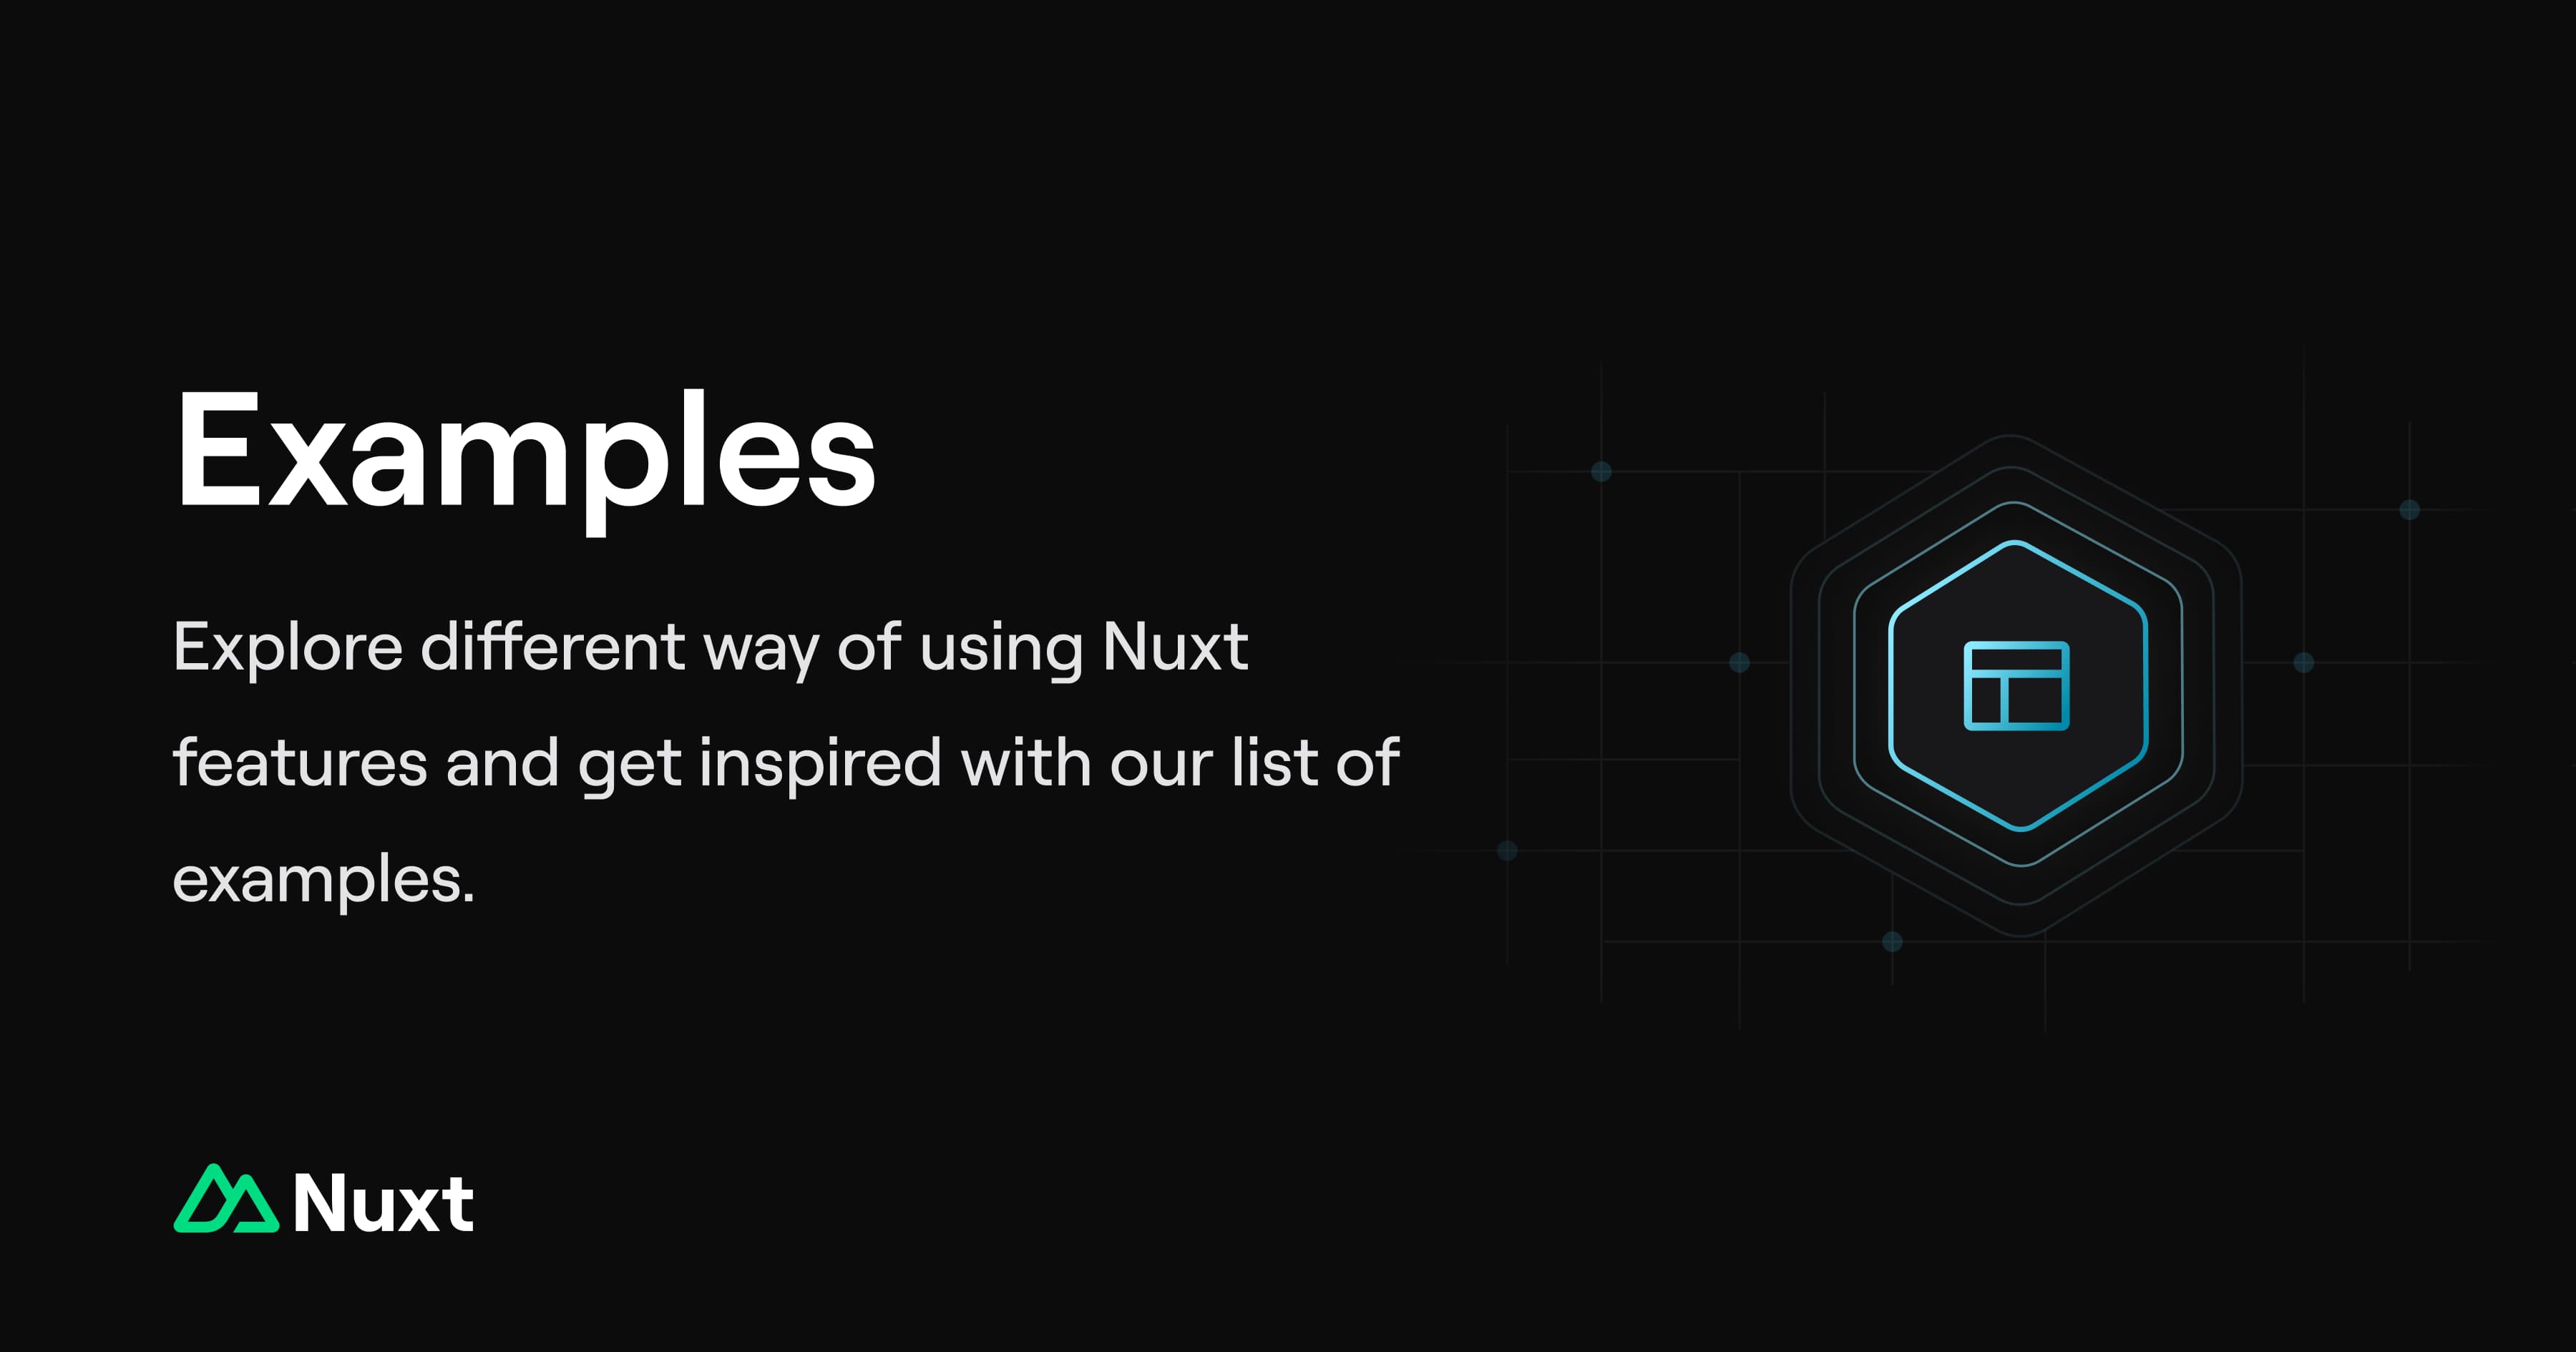 Examples
Explore different way of using Nuxt
features and get inspired with our list of
examples.
Nuxt